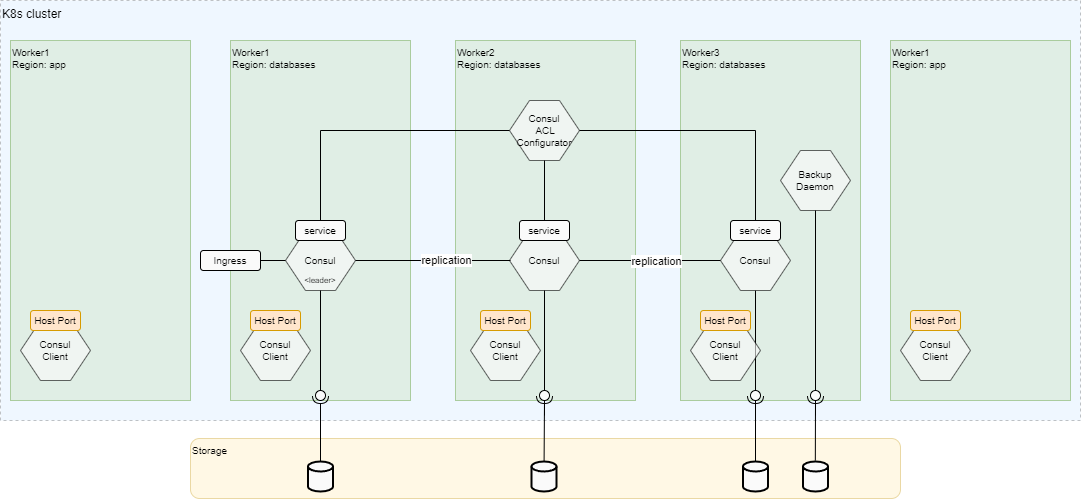 K8s cluster
Worker1
Region: app
Worker1
Region: databases
Worker2
Region: databases
Worker3
Region: databases
Worker1
Region: app
Consul
ACL
Configurator
Backup
Daemon
service
service
service
Ingress
Consul
<leader>
replication
Consul
replication
Consul
Host Port
Consul
Client
Host Port
Consul
Client
Host Port
Consul
Client
Host Port
Consul
Client
Host Port
Consul
Client
Storage